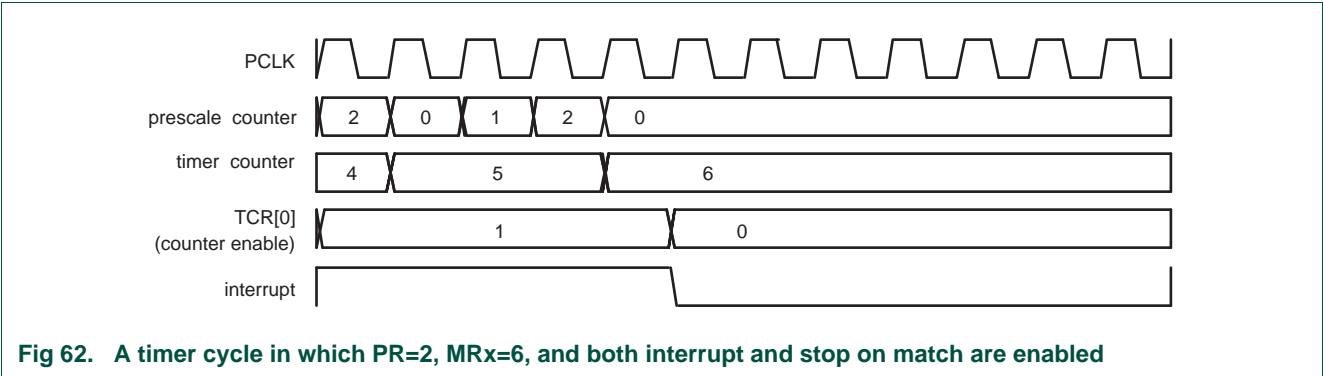 PCLK
prescale counter 2 0 1 2 0
timer counter 4 5 6
TCR[0]
(counter enable) 1 0
interrupt
Fig 62. A timer cycle in which PR=2, MRx=6, and both interrupt and stop on match are enabled